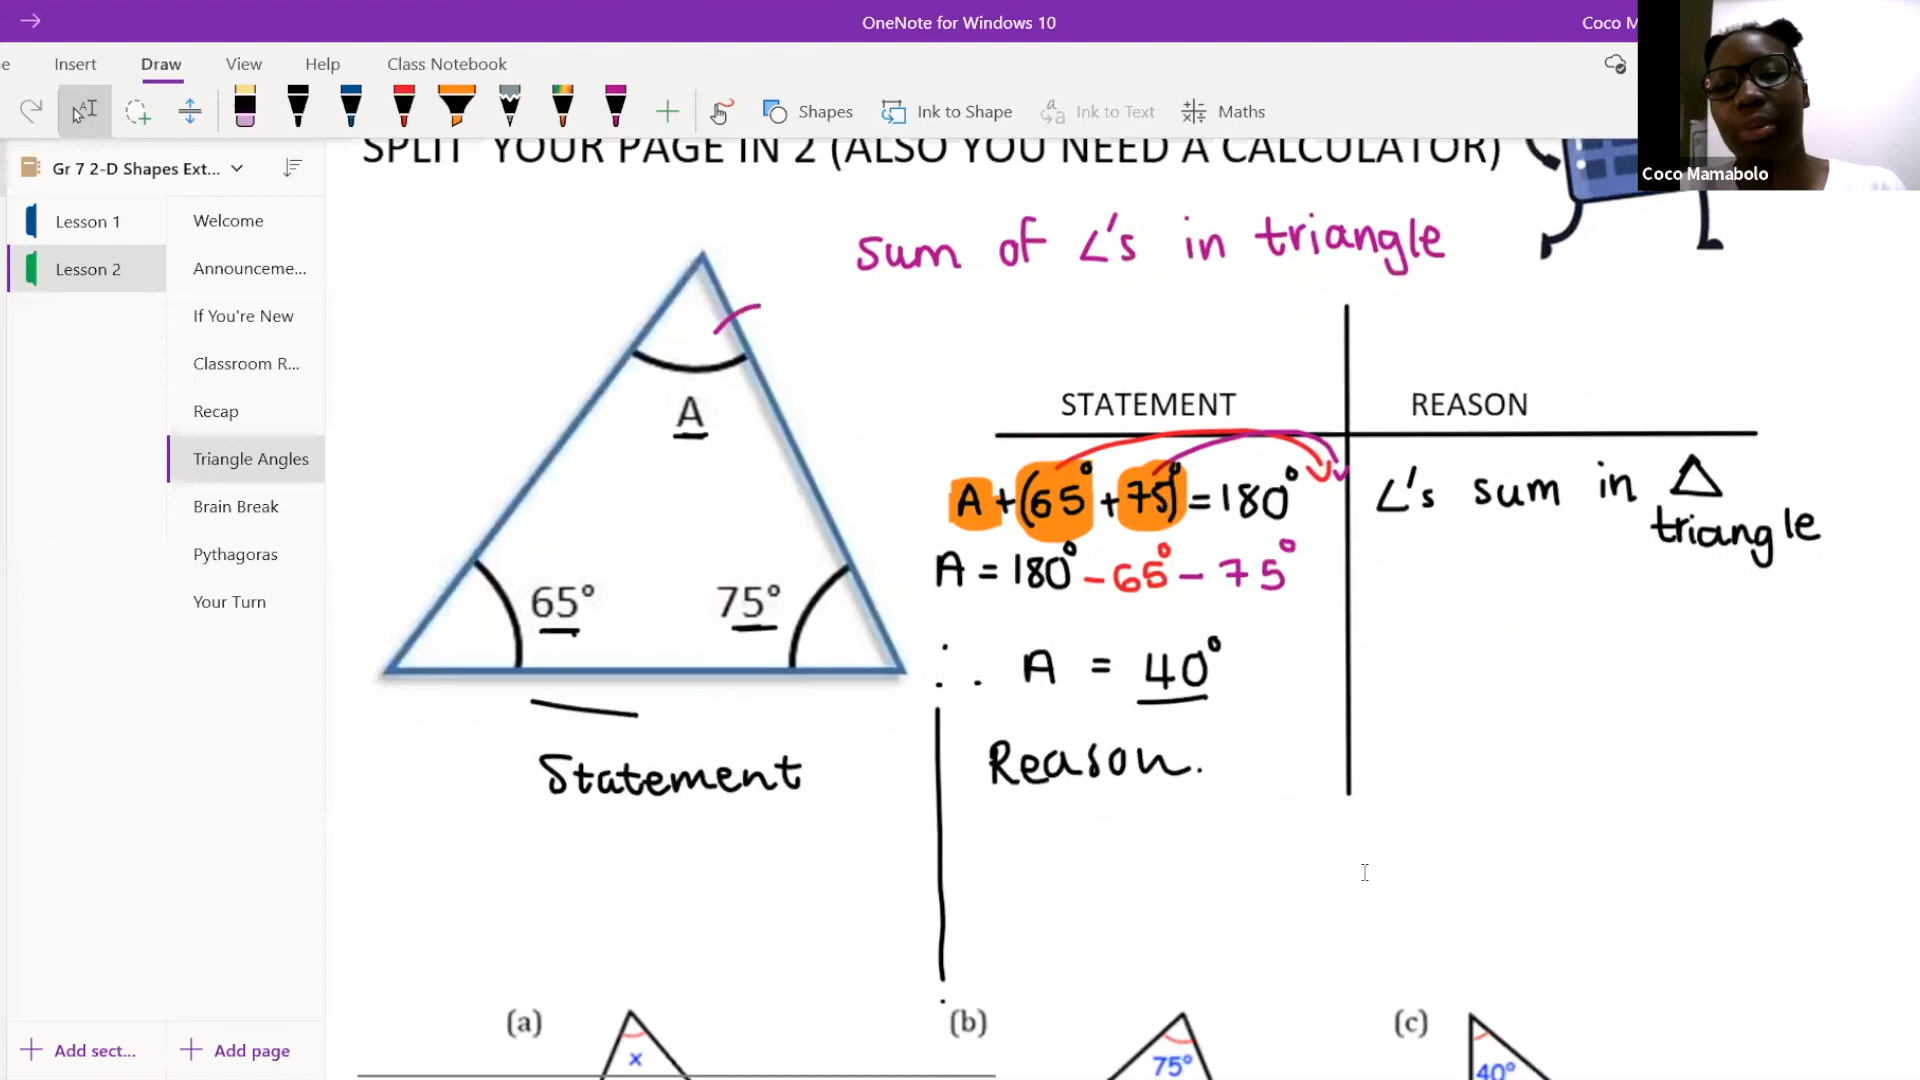 OneNote for Windows 10
Coco M
Insert
Draw
View
Help
Class Notebook
Shapes
Ink to Shape
Ink to Text
Maths
Coco Mamabolo
Gr 7 2-D Shapes Ext...
Lesson 1
Lesson 2
Welcome
Announceme...
If You're New
Classroom R...
Recap
Triangle Angles
Brain Break
Pythagoras
Your Turn
Add sect...
Add page
SPLIT YOUR PAGE IN 2 (ALSO YOU NEED A CALCULATOR)
sum of ∠'s in triangle
A
65°
75°
STATEMENT
REASON
A + (65° + 75°) = 180°
∠'s sum in △
triangle
A = 180° - 65° - 75°
∴ A = 40°
Statement
Reason.
(a)
x
(b)
75°
(c)
40°